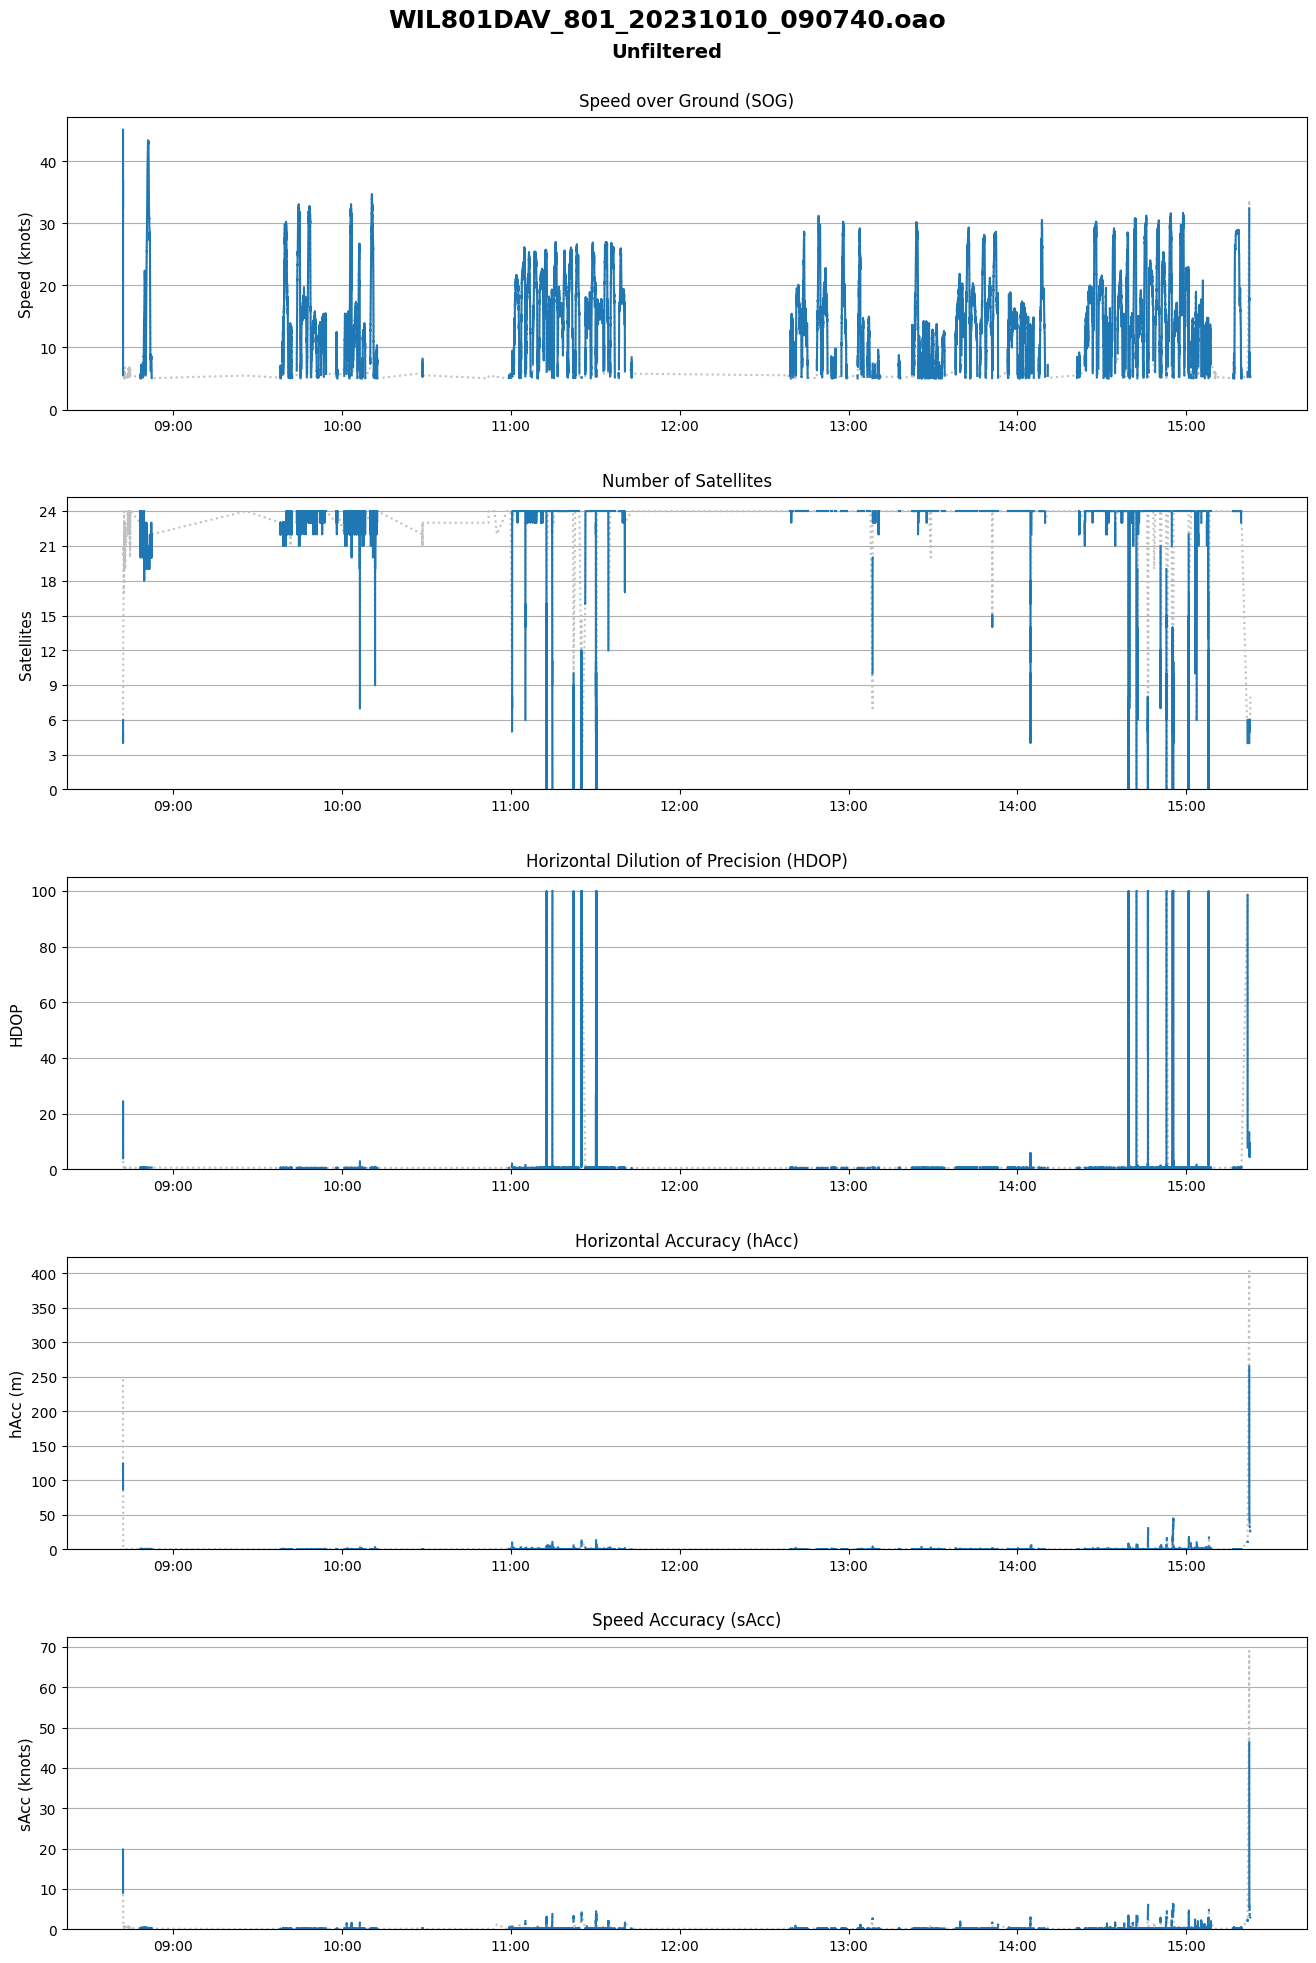 WIL801DAV_801_20231010_090740.oao
Unfiltered
Speed over Ground (SOG)
Speed (knots)
40
30
20
10
0
09:00 10:00 11:00 12:00 13:00 14:00 15:00
Number of Satellites
Satellites
24
21
18
15
12
9
6
3
0
09:00 10:00 11:00 12:00 13:00 14:00 15:00
Horizontal Dilution of Precision (HDOP)
HDOP
100
80
60
40
20
0
09:00 10:00 11:00 12:00 13:00 14:00 15:00
Horizontal Accuracy (hAcc)
hAcc (m)
400
350
300
250
200
150
100
50
0
09:00 10:00 11:00 12:00 13:00 14:00 15:00
Speed Accuracy (sAcc)
sAcc (knots)
70
60
50
40
30
20
10
0
09:00 10:00 11:00 12:00 13:00 14:00 15:00